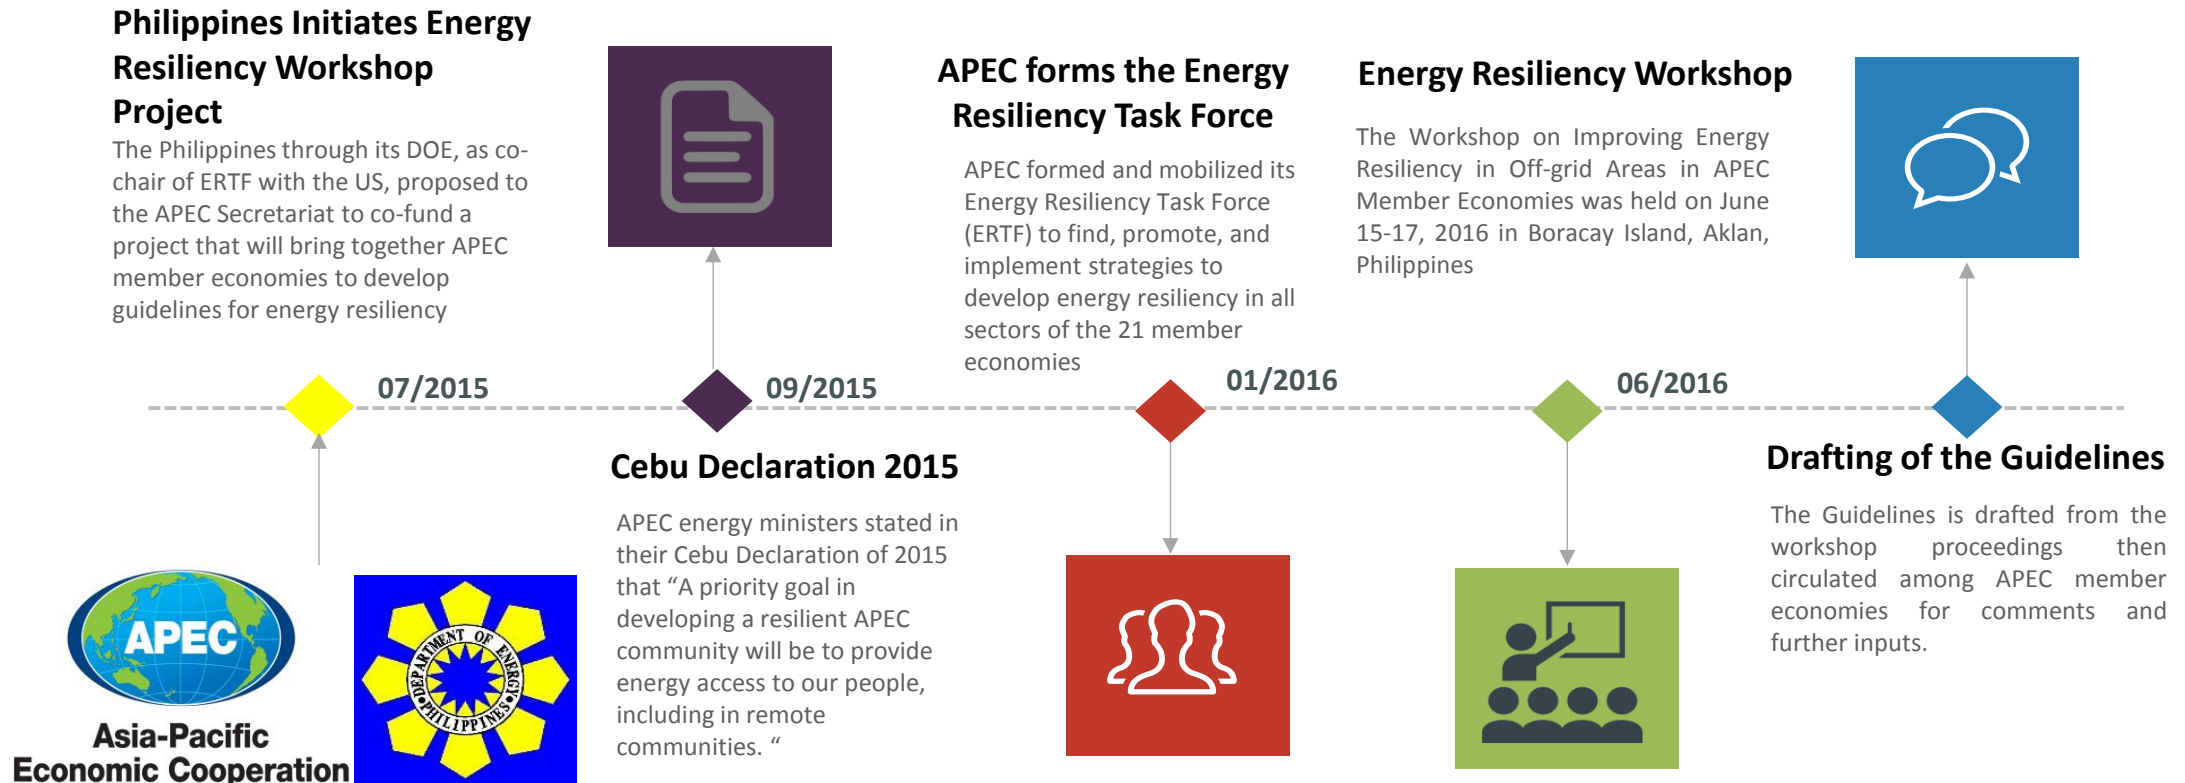 Philippines Initiates Energy
Resiliency Workshop
Project
The Philippines through its DOE, as co-
chair of ERTF with the US, proposed to
the APEC Secretariat to co-fund a
project that will bring together APEC
member economies to develop
guidelines for energy resiliency
07/2015
APEC
Asia-Pacific
Economic Cooperation
DEPARTMENT OF ENERGY
PHILIPPINES
09/2015
Cebu Declaration 2015
APEC energy ministers stated in
their Cebu Declaration of 2015
that “A priority goal in
developing a resilient APEC
community will be to provide
energy access to our people,
including in remote
communities. “
APEC forms the Energy
Resiliency Task Force
APEC formed and mobilized its
Energy Resiliency Task Force
(ERTF) to find, promote, and
implement strategies to
develop energy resiliency in all
sectors of the 21 member
economies
01/2016
Energy Resiliency Workshop
The Workshop on Improving Energy
Resiliency in Off-grid Areas in APEC
Member Economies was held on June
15-17, 2016 in Boracay Island, Aklan,
Philippines
06/2016
Drafting of the Guidelines
The Guidelines is drafted from the
workshop proceedings then
circulated among APEC member
economies for comments and
further inputs.